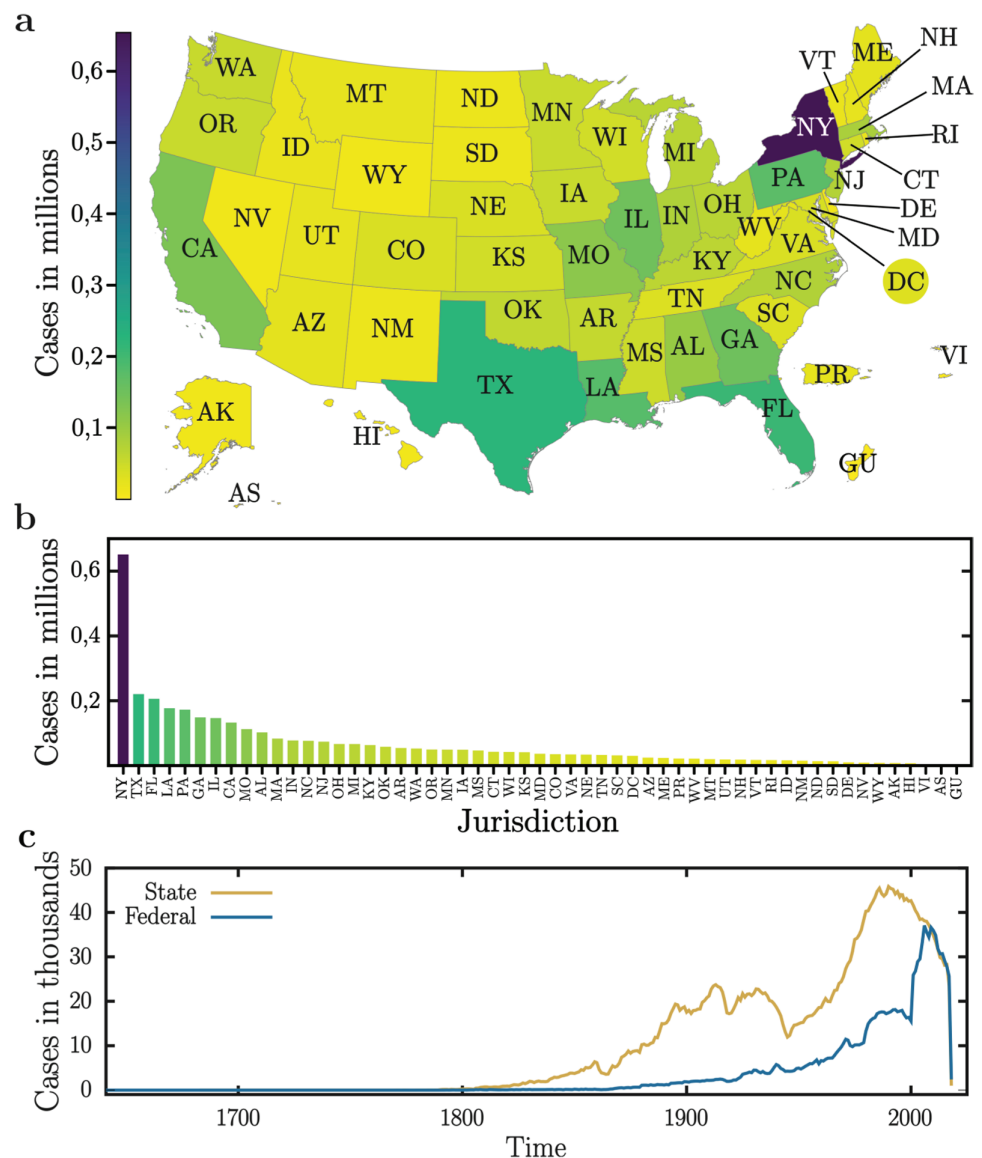 a
Cases in millions
0,6
0,5
0,4
0,3
0,2
0,1
WA
OR
CA
ID
NV
MT
WY
UT
AZ
CO
NM
ND
SD
NE
KS
OK
TX
MN
IA
MO
AR
LA
WI
IL
MI
IN
OH
KY
TN
MS
AL
GA
FL
SC
NC
VA
WV
PA
NY
VT
ME
NH
MA
RI
CT
NJ
DE
MD
DC
PR
VI
GU
AK
HI
AS
b
Cases in millions
0,6
0,4
0,2
NY TX FL LA PA GA IL CA MO AL MA IN NC NJ OH MI KY OK AR WA OR MN IA MS CT WI KS MD CO VA NE TN SC DC AZ ME PR WV MT UT NH VT RI ID NM ND SD DE NV WY AK HI VI AS GU
Jurisdiction
c
Cases in thousands
50
40
30
20
10
0
State
Federal
1700 1800 1900 2000
Time